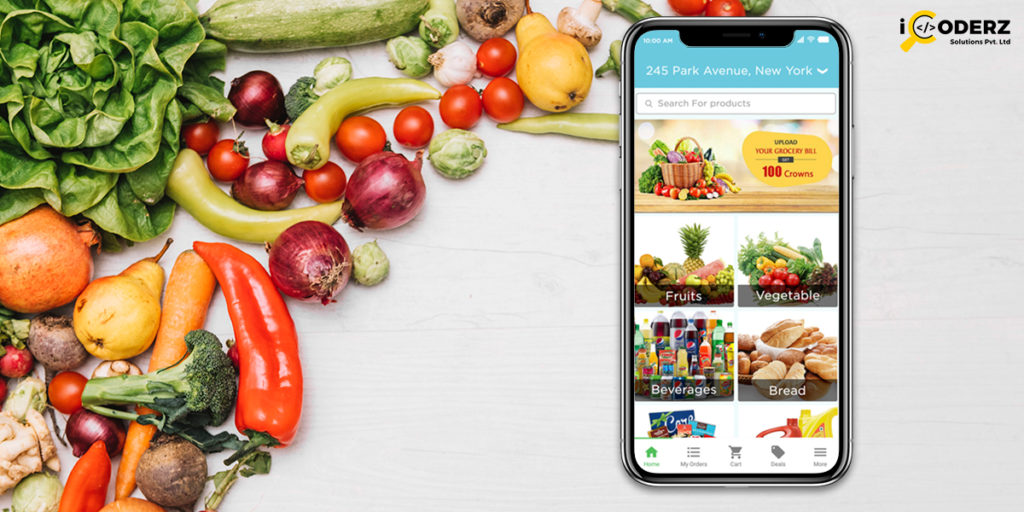 iCODERZ
Solutions Pvt. Ltd
10:00 AM
245 Park Avenue, New York
Search For products
UPLOAD
YOUR GROCERY BILL
GET
100 Crowns
Fruits
Vegetable
Beverages
Bread
Home
My Orders
Cart
Deals
More